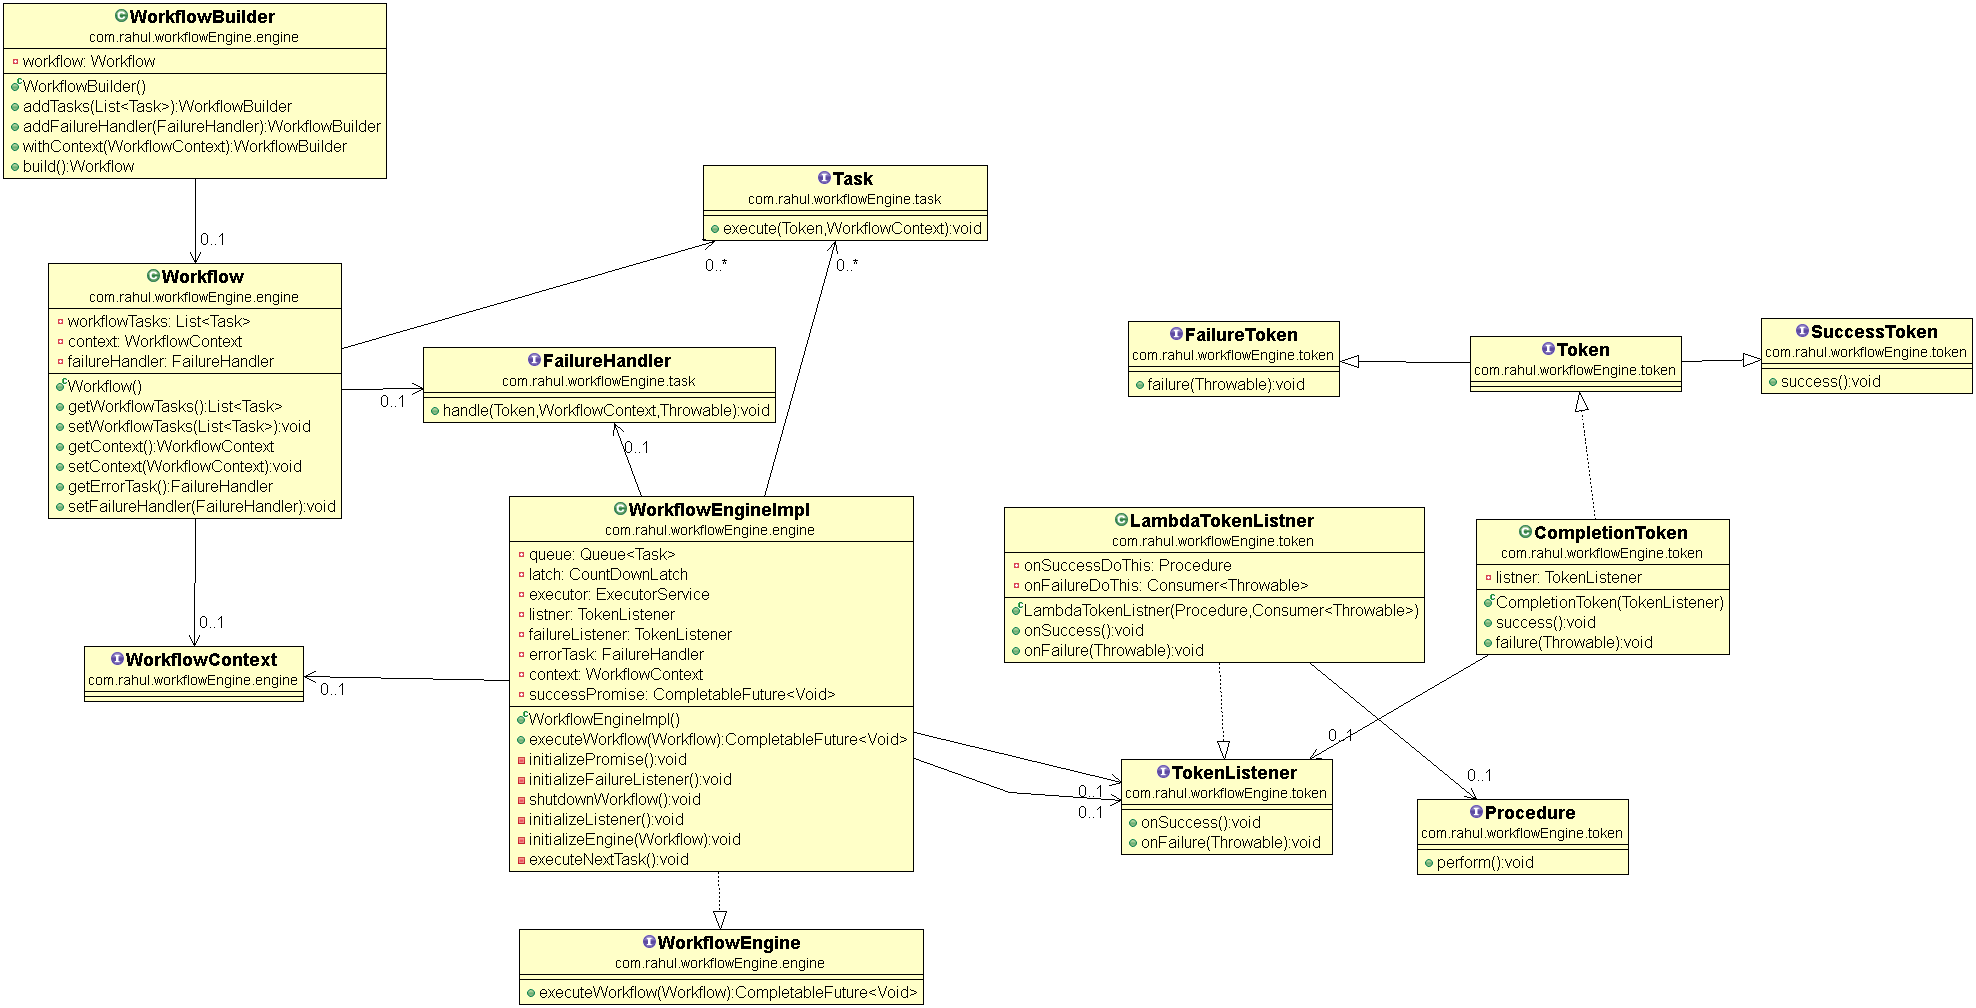 WorkflowBuilder
com.rahul.workflowEngine.engine
workflow: Workflow
WorkflowBuilder()
addTasks(List<Task>):WorkflowBuilder
addFailureHandler(FailureHandler):WorkflowBuilder
withContext(WorkflowContext):WorkflowBuilder
build():Workflow
0..1
Task
com.rahul.workflowEngine.task
execute(Token,WorkflowContext):void
0..*
0..*
Workflow
com.rahul.workflowEngine.engine
workflowTasks: List<Task>
context: WorkflowContext
failureHandler: FailureHandler
Workflow()
getWorkflowTasks():List<Task>
setWorkflowTasks(List<Task>):void
getContext():WorkflowContext
setContext(WorkflowContext):void
getErrorTask():FailureHandler
setFailureHandler(FailureHandler):void
0..1
FailureHandler
com.rahul.workflowEngine.task
handle(Token,WorkflowContext,Throwable):void
0..1
FailureToken
com.rahul.workflowEngine.token
failure(Throwable):void
Token
com.rahul.workflowEngine.token
SuccessToken
com.rahul.workflowEngine.token
success():void
WorkflowEngineImpl
com.rahul.workflowEngine.engine
queue: Queue<Task>
latch: CountDownLatch
executor: ExecutorService
listner: TokenListener
failureListener: TokenListener
errorTask: FailureHandler
context: WorkflowContext
successPromise: CompletableFuture<Void>
WorkflowEngineImpl()
executeWorkflow(Workflow):CompletableFuture<Void>
initializePromise():void
initializeFailureListener():void
shutdownWorkflow():void
initializeListener():void
initializeEngine(Workflow):void
executeNextTask():void
LambdaTokenListner
com.rahul.workflowEngine.token
onSuccessDoThis: Procedure
onFailureDoThis: Consumer<Throwable>
LambdaTokenListner(Procedure,Consumer<Throwable>)
onSuccess():void
onFailure(Throwable):void
CompletionToken
com.rahul.workflowEngine.token
listner: TokenListener
CompletionToken(TokenListener)
success():void
failure(Throwable):void
0..1
WorkflowContext
com.rahul.workflowEngine.engine
0..1
0..1
0..1
0..1
0..1
TokenListener
com.rahul.workflowEngine.token
onSuccess():void
onFailure(Throwable):void
Procedure
com.rahul.workflowEngine.token
perform():void
WorkflowEngine
com.rahul.workflowEngine.engine
executeWorkflow(Workflow):CompletableFuture<Void>